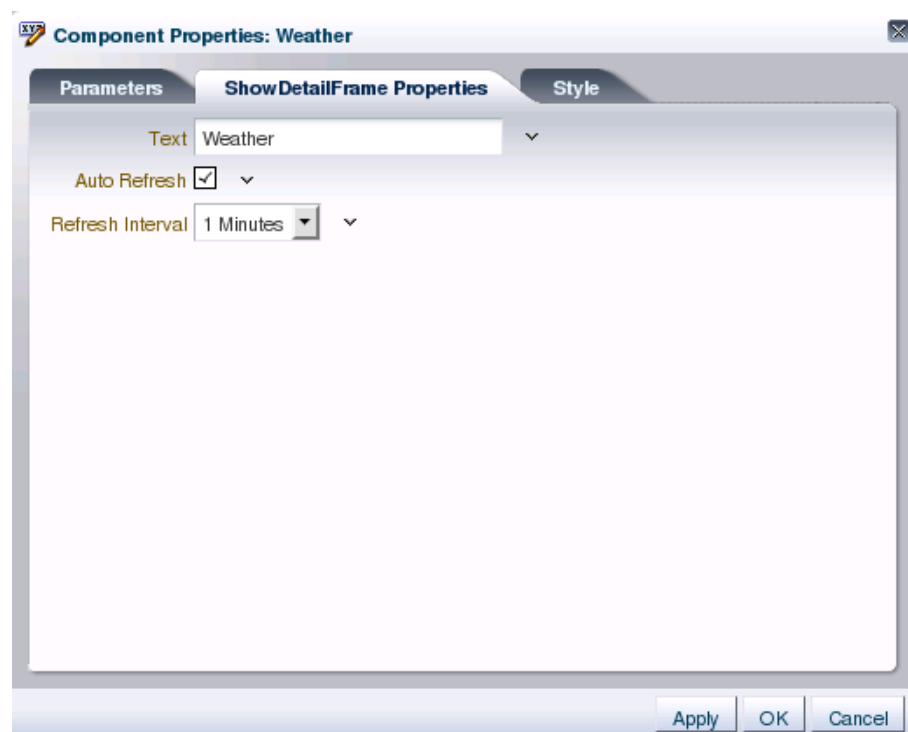 Component Properties: Weather
Parameters ShowDetailFrame Properties Style
Text Weather
Auto Refresh
Refresh Interval 1 Minutes
Apply OK Cancel